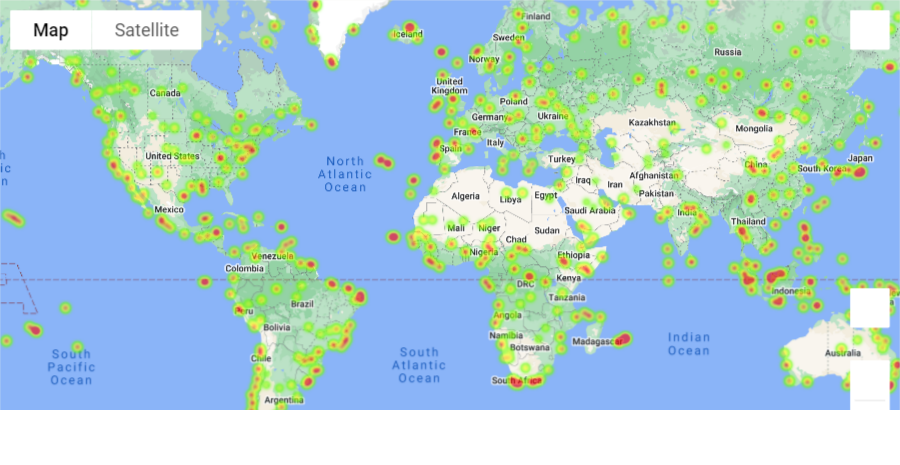 Map Satellite
Iceland
Finland
Sweden
Norway
Russia
Canada
United
Kingdom
Poland
Germany
Ukraine
France
Kazakhstan
Mongolia
Spain
Italy
Turkey
United States
North
Atlantic
Ocean
China
Japan
South Korea
Iraq
Iran
Afghanistan
Pakistan
Algeria
Libya
Egypt
Saudi Arabia
India
Mexico
Mali
Niger
Chad
Sudan
Thailand
Nigeria
Ethiopia
Venezuela
Colombia
DRC
Kenya
Indonesia
Tanzania
Brazil
Peru
Angola
Bolivia
Namibia
Botswana
Madagascar
Indian
Ocean
South
Pacific
Ocean
Chile
South
Atlantic
Ocean
Australia
South Africa
Argentina